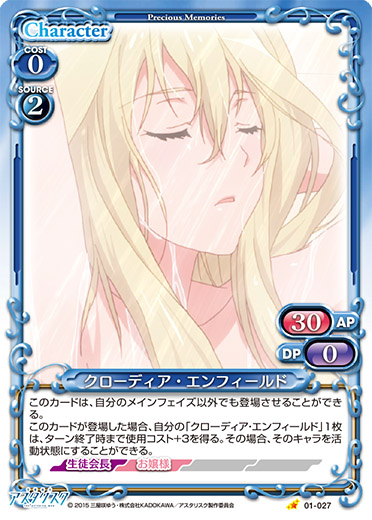 Precious Memories
Character
COST
0
SOURCE
2
30 AP
DP 0
クローディア・エンフィールド
このカードは、自分のメインフェイズ以外でも登場させることができ
る。
このカードが登場した場合、自分の「クローディア・エンフィールド」1枚
は、ターン終了時まで使用コスト+3を得る。その場合、そのキャラを活
動状態にすることができる。
生徒会長 お嬢様
アスタリスク
© 2015 三屋咲ゆう・株式会社KADOKAWA/アスタリスク製作委員会
01-027